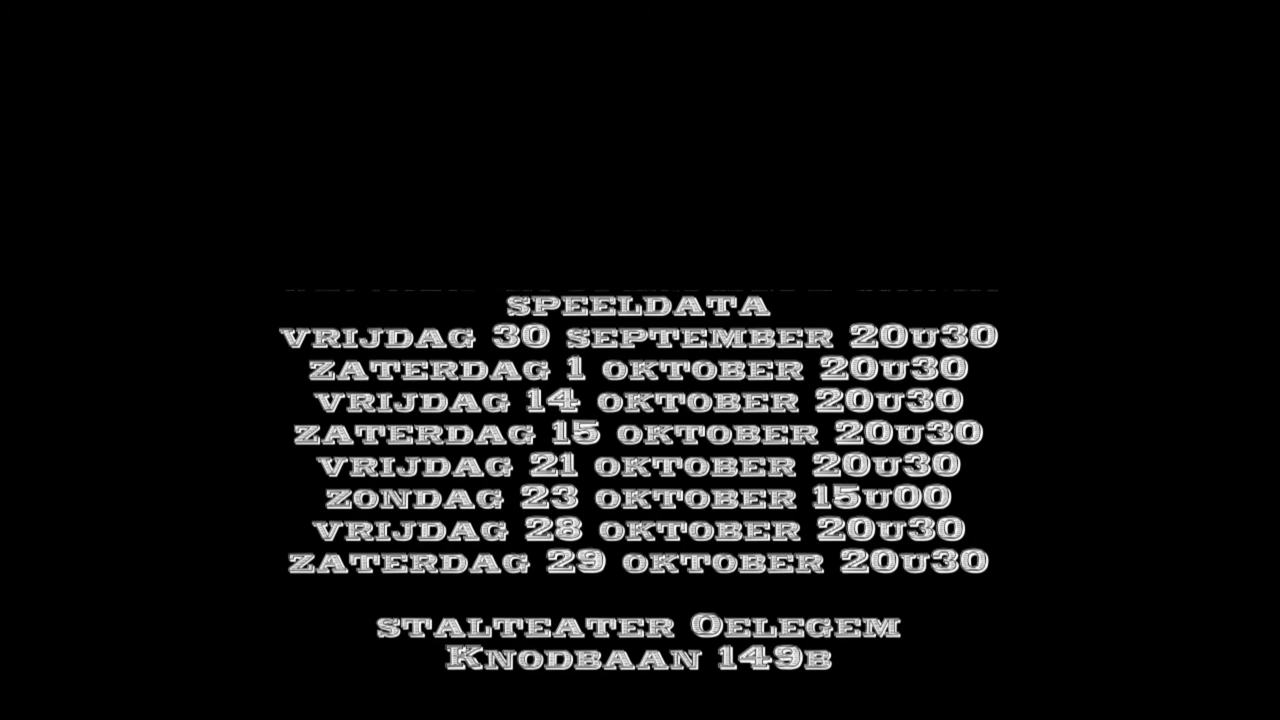 SPEELDATA
VRIJDAG 30 SEPTEMBER 20U30
ZATERDAG 1 OKTOBER 20U30
VRIJDAG 14 OKTOBER 20U30
ZATERDAG 15 OKTOBER 20U30
VRIJDAG 21 OKTOBER 20U30
ZONDAG 23 OKTOBER 15U00
VRIJDAG 28 OKTOBER 20U30
ZATERDAG 29 OKTOBER 20U30
STALTEATER OELEGEM
KNODBAAN 149B